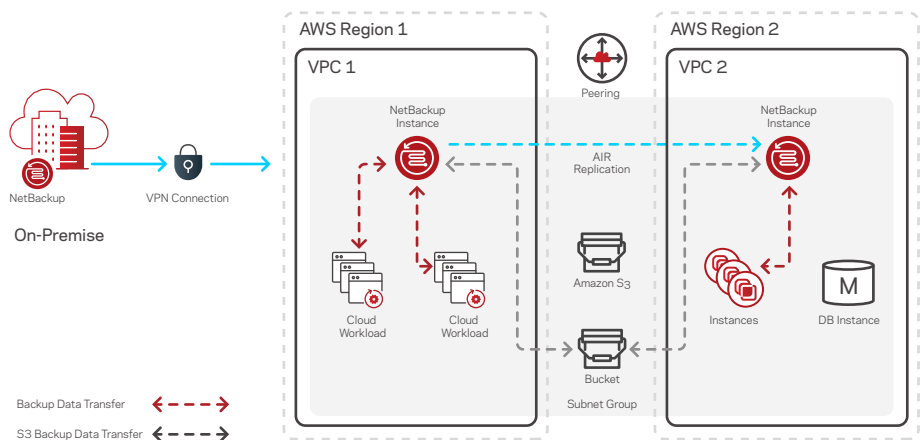 AWS Region 1
AWS Region 2
VPC 1
VPC 2
Peering
NetBackup
Instance
NetBackup
Instance
AIR
Replication
NetBackup
VPN Connection
On-Premise
Amazon S3
Cloud
Workload
Cloud
Workload
Instances
M
DB Instance
Bucket
Subnet Group
Backup Data Transfer
S3 Backup Data Transfer